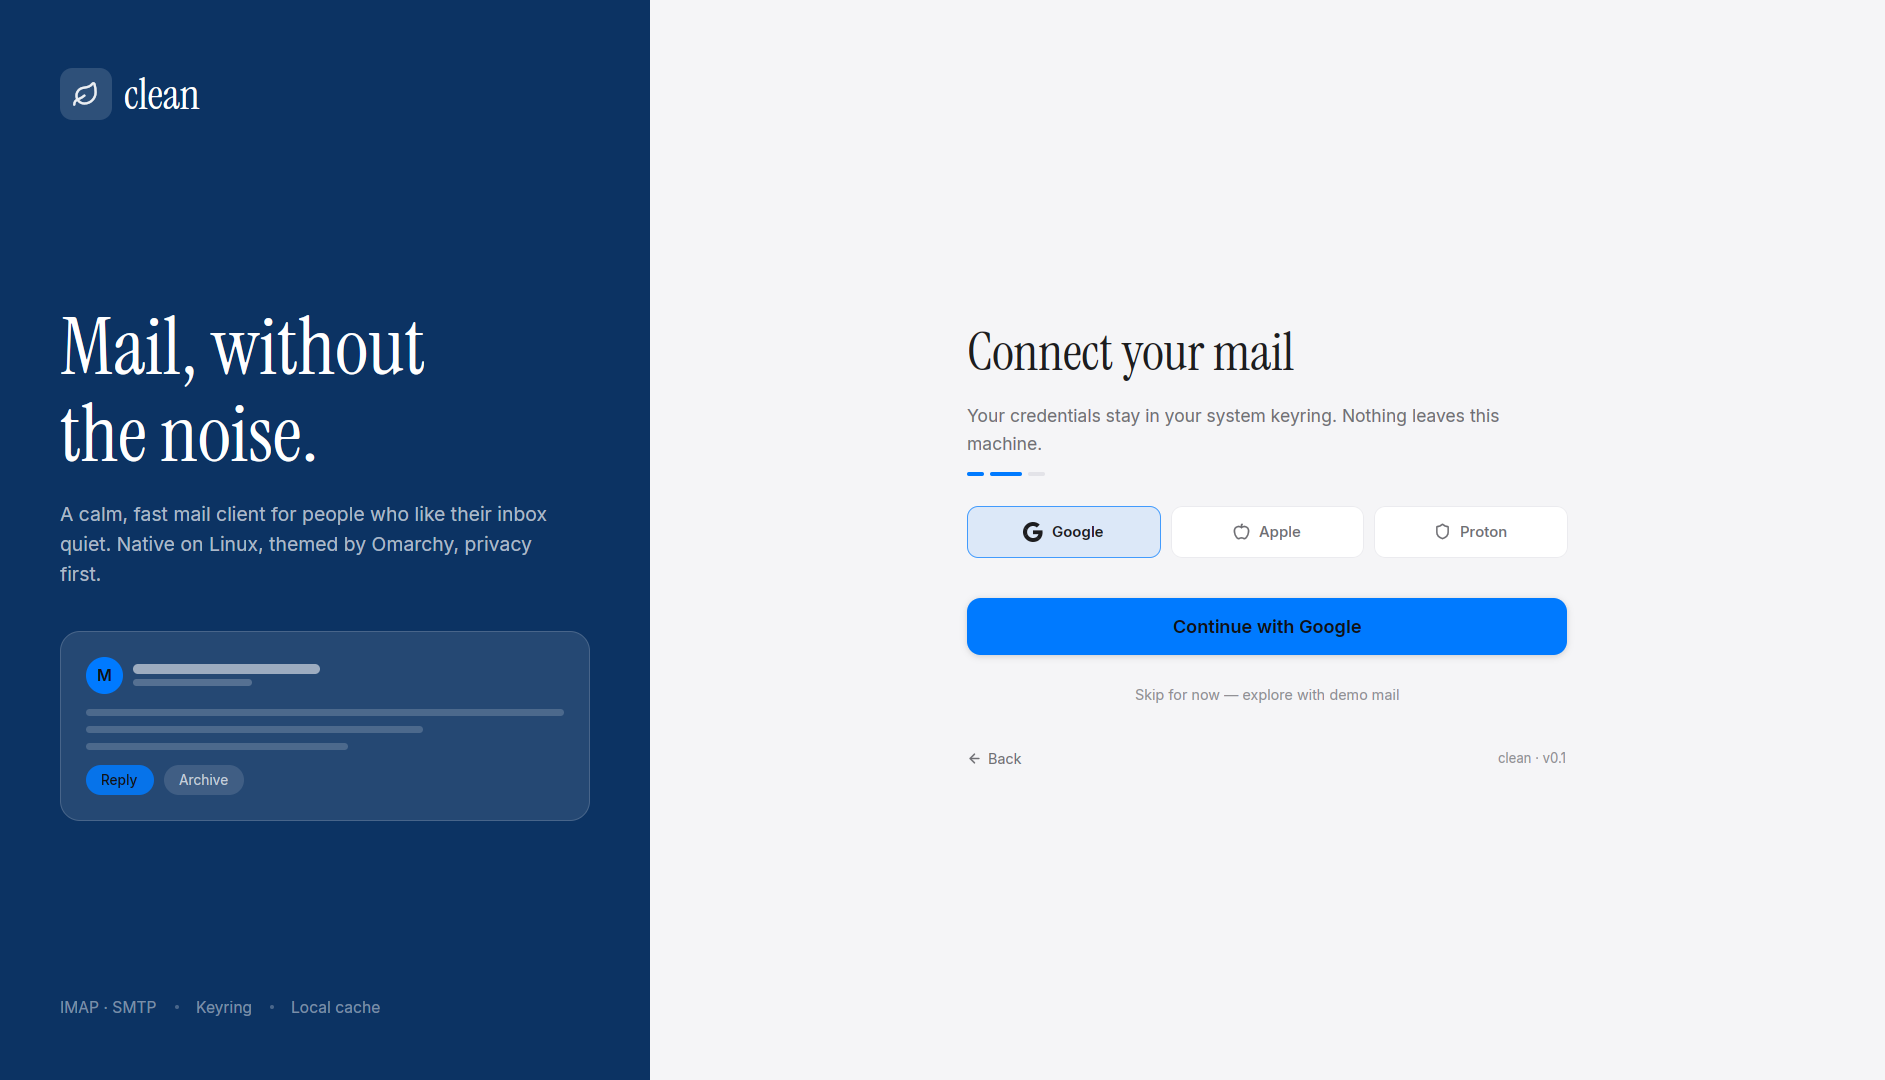 clean
Mail, without
the noise.
A calm, fast mail client for people who like their inbox
quiet. Native on Linux, themed by Omarchy, privacy
first.
M
Reply
Archive
IMAP · SMTP • Keyring • Local cache
Connect your mail
Your credentials stay in your system keyring. Nothing leaves this
machine.
Google
Apple
Proton
Continue with Google
Skip for now — explore with demo mail
Back
clean · v0.1